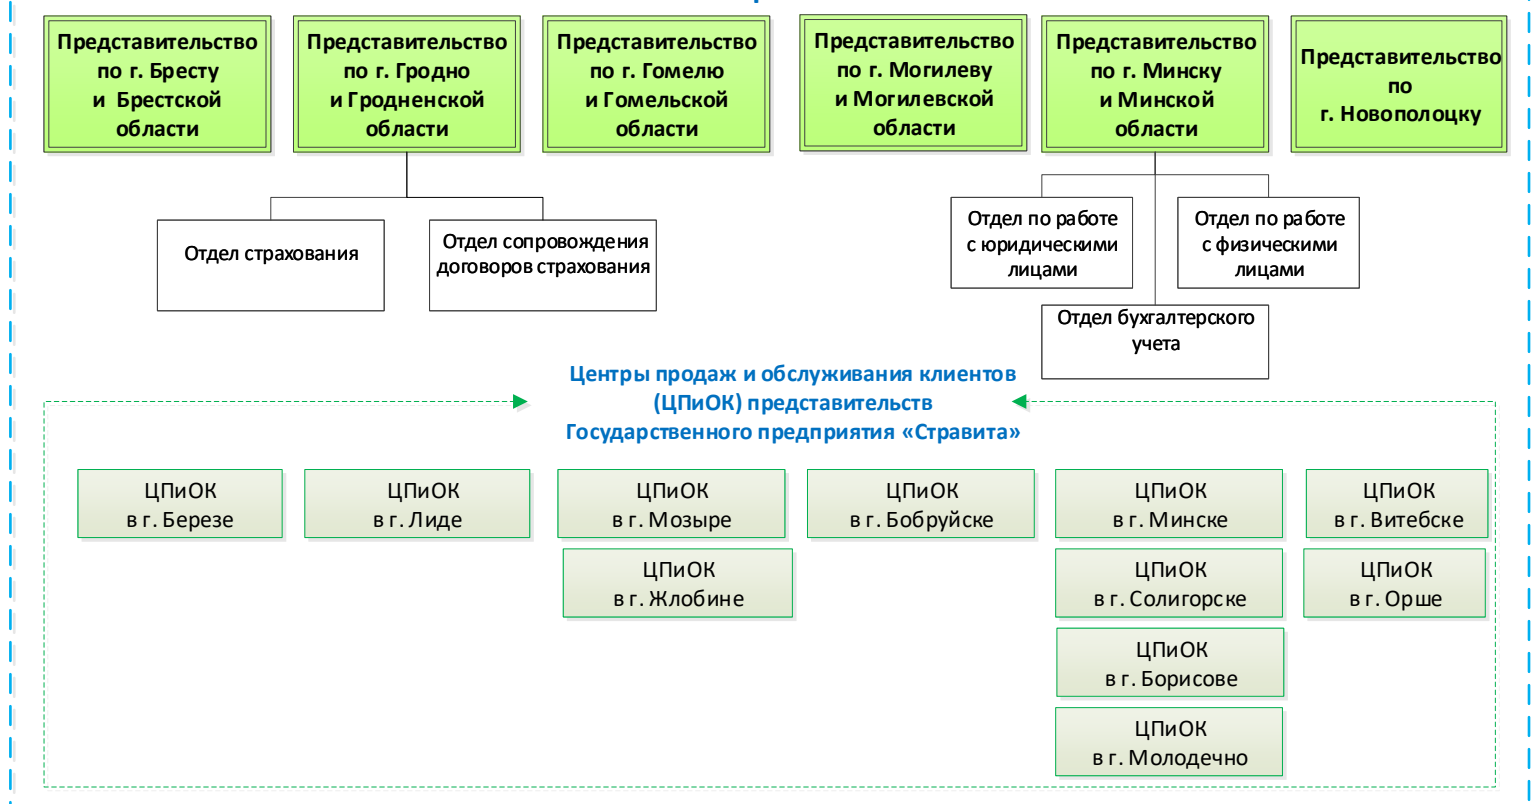 Представительство
по г. Бресту
и Брестской
области
Представительство
по г. Гродно
и Гродненской
области
Представительство
по г. Гомелю
и Гомельской
области
Представительство
по г. Могилеву
и Могилевской
области
Представительство
по г. Минску
и Минской
области
Представительство
по
г. Новополоцку
Отдел страхования
Отдел сопровождения
договоров страхования
Отдел по работе
с юридическими
лицами
Отдел по работе
с физическими
лицами
Отдел бухгалтерского
учета
Центры продаж и обслуживания клиентов
(ЦПиОК) представительств
Государственного предприятия «Стравита»
ЦПиОК
в г. Березе
ЦПиОК
в г. Лиде
ЦПиОК
в г. Мозыре
ЦПиОК
в г. Бобруйске
ЦПиОК
в г. Минске
ЦПиОК
в г. Витебске
ЦПиОК
в г. Жлобине
ЦПиОК
в г. Солигорске
ЦПиОК
в г. Орше
ЦПиОК
в г. Борисове
ЦПиОК
в г. Молодечно